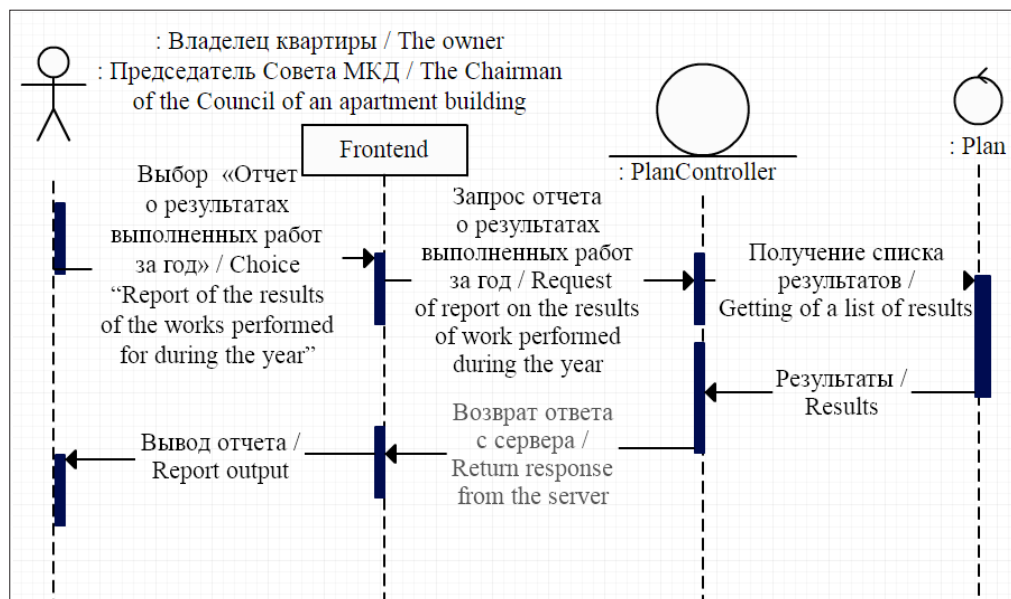 : Владелец квартиры / The owner
: Председатель Совета МКД / The Chairman
of the Council of an apartment building
Frontend
: PlanController
: Plan
Выбор «Отчет
о результатах
выполненных работ
за год» / Choice
“Report of the results
of the works performed
for during the year”
Запрос отчета
о результатах
выполненных работ
за год / Request
of report on the results
of work performed
during the year
Получение списка
результатов /
Getting of a list of results
Результаты /
Results
Возврат ответа
с сервера /
Return response
from the server
Вывод отчета /
Report output